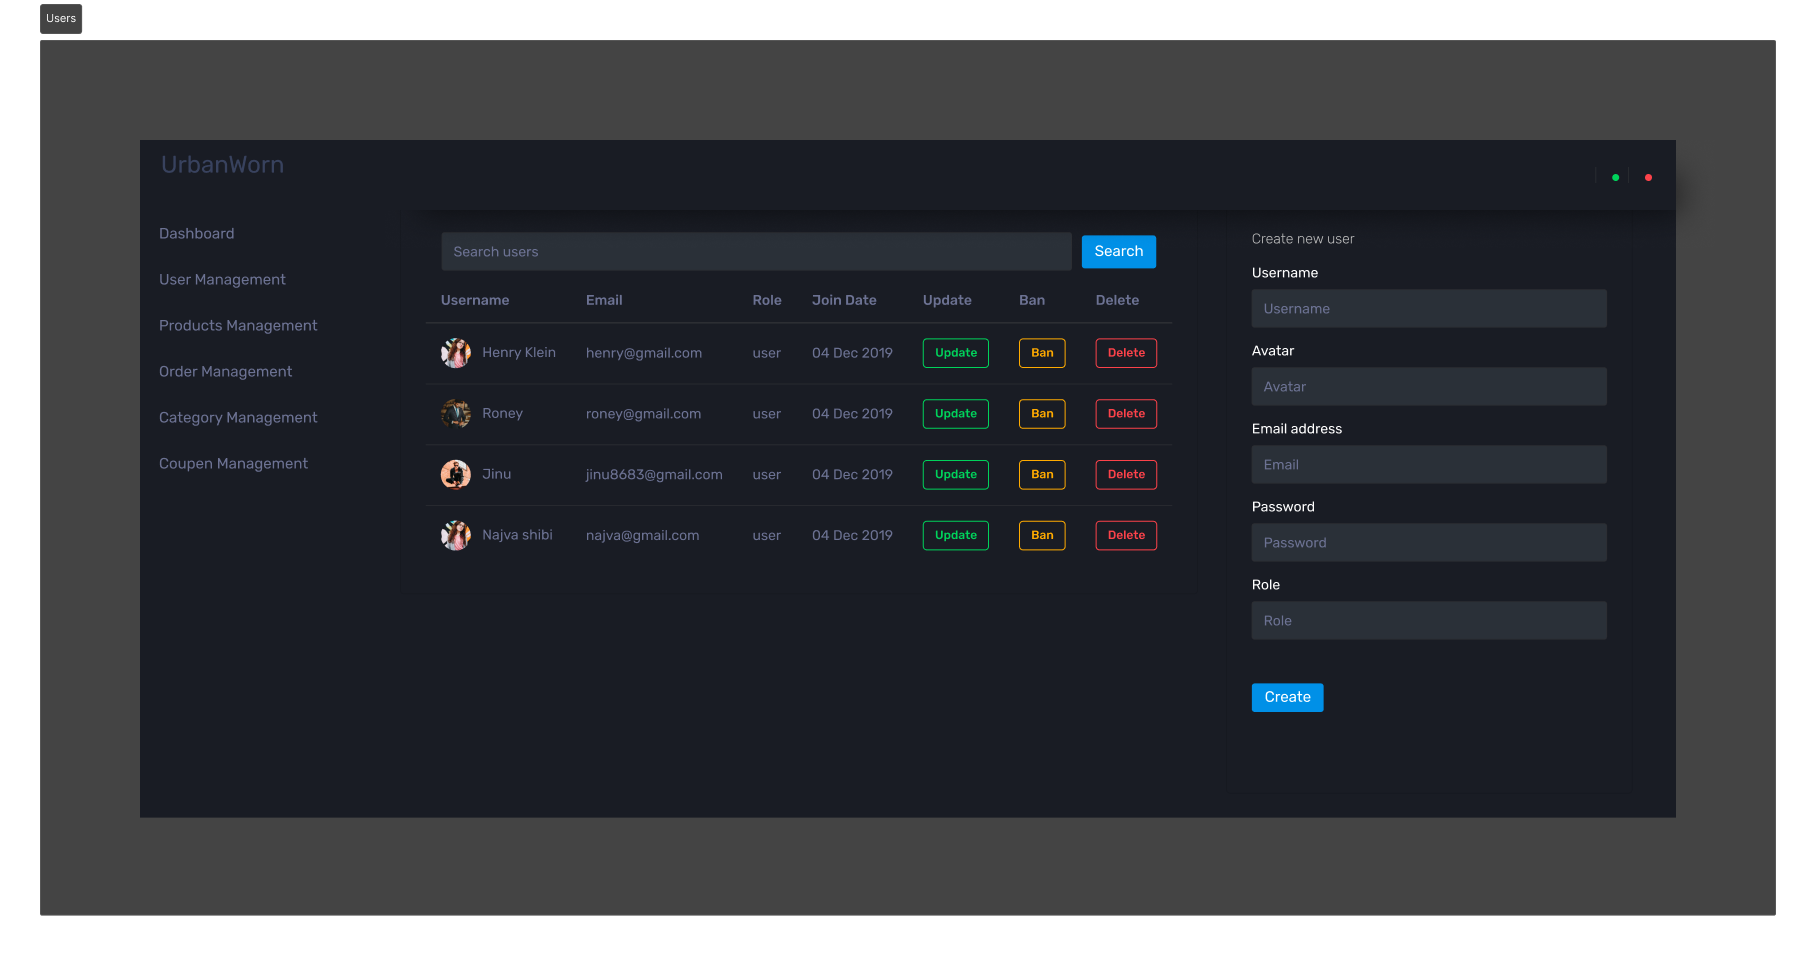 Users
UrbanWorn
Dashboard
User Management
Products Management
Order Management
Category Management
Coupen Management
Search users
Search
Username Email Role Join Date Update Ban Delete
Henry Klein henry@gmail.com user 04 Dec 2019 Update Ban Delete
Roney roney@gmail.com user 04 Dec 2019 Update Ban Delete
Jinu jinu8683@gmail.com user 04 Dec 2019 Update Ban Delete
Najva shibi najva@gmail.com user 04 Dec 2019 Update Ban Delete
Create new user
Username
Username
Avatar
Avatar
Email address
Email
Password
Password
Role
Role
Create